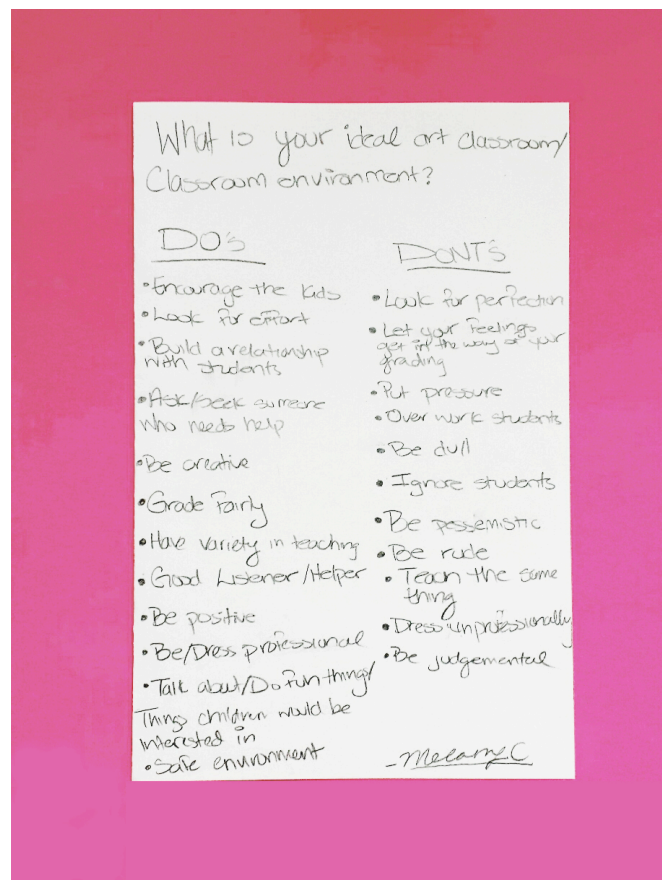 What is your ideal art classroom/
Classroom environment?
DO's
• Encourage the kids
• Look for effort
• Build a relationship
with students
• Ask/seek someone
who needs help
• Be creative
• Grade Fairly
• Have variety in teaching
• Good Listener/Helper
• Be positive
• Be/Dress professional
• Talk about/Do fun things/
Things children would be
interested in
• Safe environment
DONT's
• Look for perfection
• Let your feelings
get in the way of your
grading
• Put pressure
• Over work students
• Be dull
• Ignore students
• Be pessemistic
• Be rude
• Teach the same
thing
• Dress unprofessionally
• Be judgemental
- Melany C